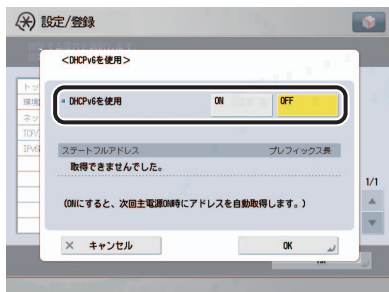 設定/登録
<DHCPv6を使用>
DHCPv6を使用 ON OFF
ステートフルアドレス プレフィックス長
取得できませんでした。
(ONにすると、次回主電源ON時にアドレスを自動取得します。)
1/1
× キャンセル OK